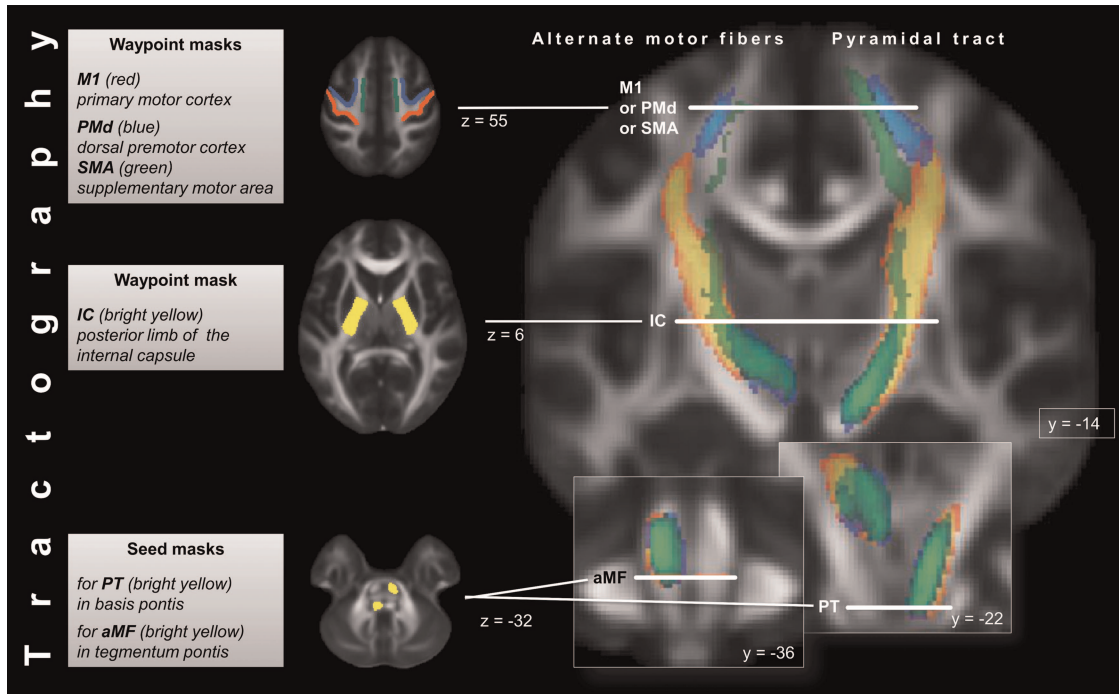 Tractography
Waypoint masks
M1 (red)
primary motor cortex
PMd (blue)
dorsal premotor cortex
SMA (green)
supplementary motor area
z = 55
Alternate motor fibers
Pyramidal tract
M1
or PMd
or SMA
Waypoint mask
IC (bright yellow)
posterior limb of the
internal capsule
z = 6
IC
y = -14
Seed masks
for PT (bright yellow)
in basis pontis
for aMF (bright yellow)
in tegmentum pontis
z = -32
aMF
y = -36
PT
y = -22